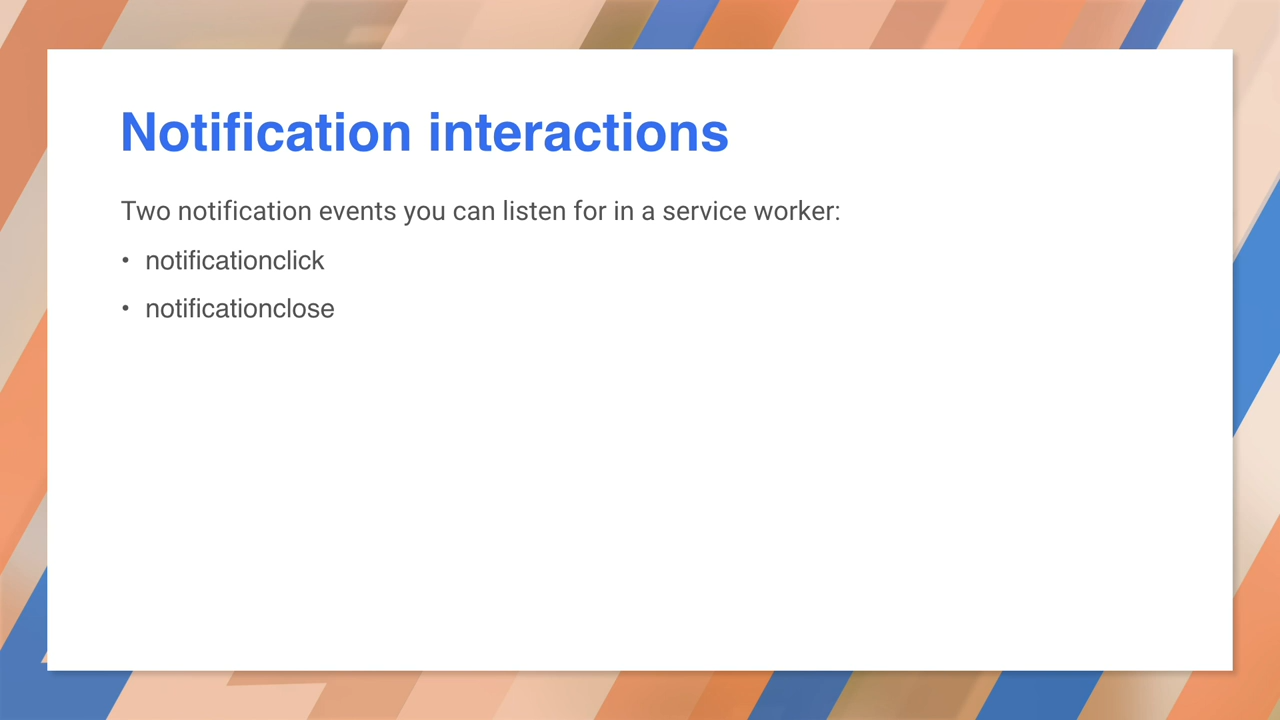 Notification interactions
Two notification events you can listen for in a service worker:
• notificationclick
• notificationclose